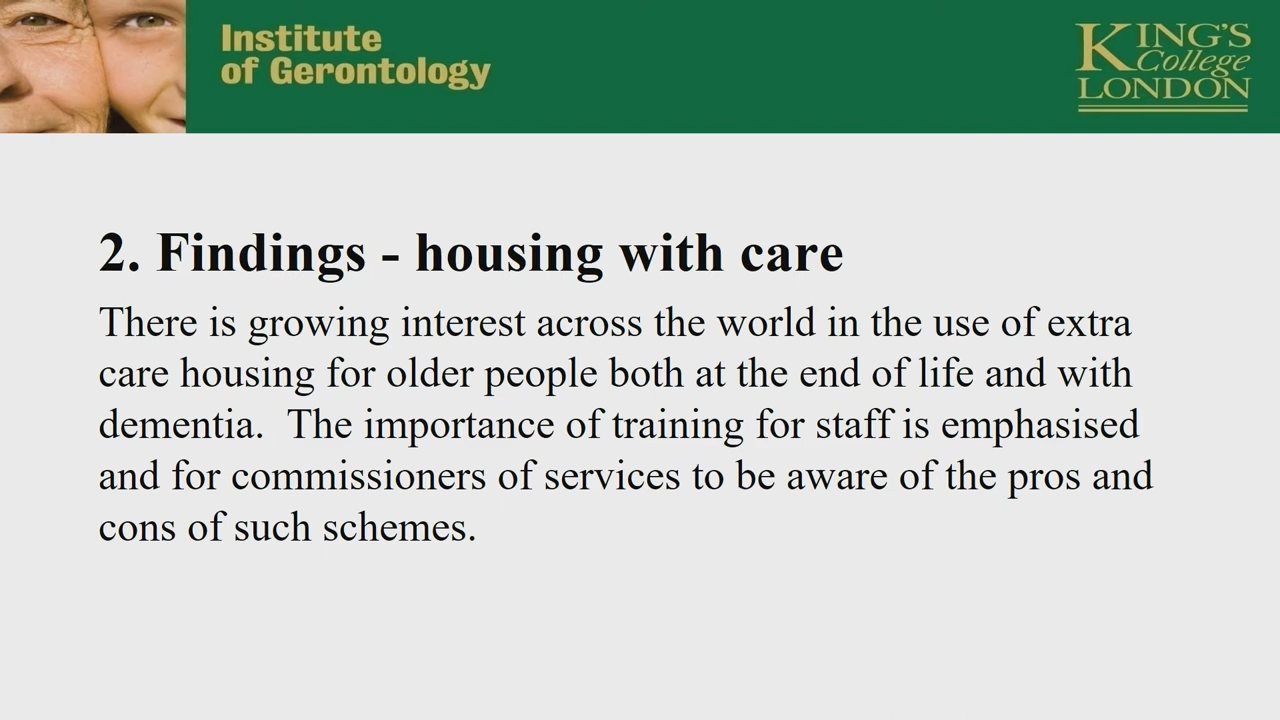 Institute
of Gerontology
KING'S
College
LONDON
2. Findings - housing with care
There is growing interest across the world in the use of extra
care housing for older people both at the end of life and with
dementia.  The importance of training for staff is emphasised
and for commissioners of services to be aware of the pros and
cons of such schemes.